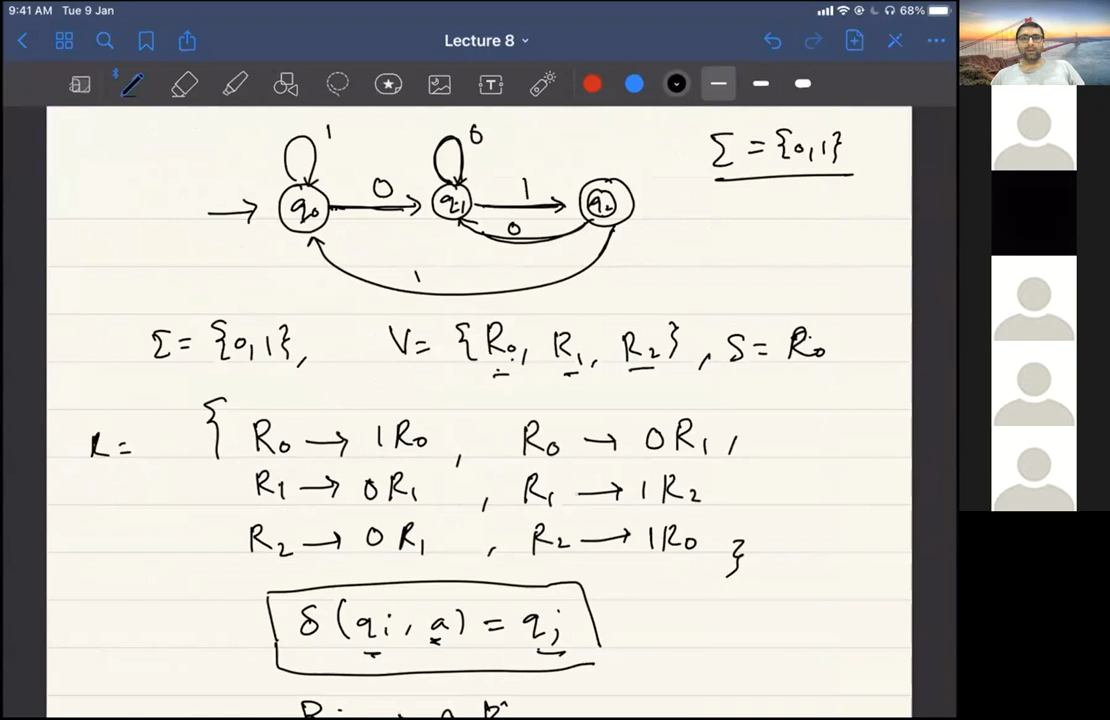 9:41 AM Tue 9 Jan
68%
Lecture 8
T
1 0
Σ = {0,1}
q0 0 q1 1 q2
0
1
Σ = {0,1}, V = {R0, R1, R2}, S = R0
R = { R0 → 1R0, R0 → 0R1,
R1 → 0R1, R1 → 1R2
R2 → 0R1, R2 → 1R0 }
δ(qi, a) = qj